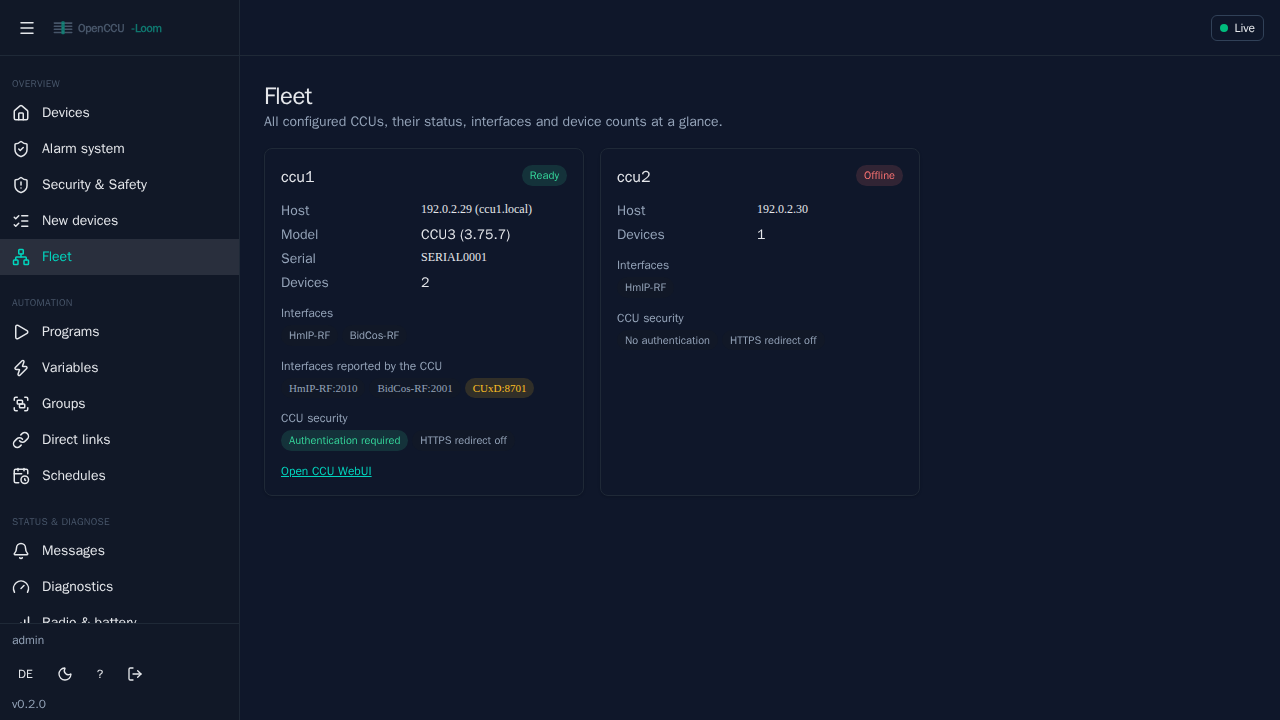 OpenCCU -Loom
Live
OVERVIEW
Devices
Alarm system
Security & Safety
New devices
Fleet
AUTOMATION
Programs
Variables
Groups
Direct links
Schedules
STATUS & DIAGNOSE
Messages
Diagnostics
Radio & battery
admin
DE
?
v0.2.0
Fleet
All configured CCUs, their status, interfaces and device counts at a glance.
ccu1 Ready
Host 192.0.2.29 (ccu1.local)
Model CCU3 (3.75.7)
Serial SERIAL0001
Devices 2
Interfaces
HmIP-RF BidCos-RF
Interfaces reported by the CCU
HmIP-RF:2010 BidCos-RF:2001 CUxD:8701
CCU security
Authentication required HTTPS redirect off
Open CCU WebUI
ccu2 Offline
Host 192.0.2.30
Devices 1
Interfaces
HmIP-RF
CCU security
No authentication HTTPS redirect off